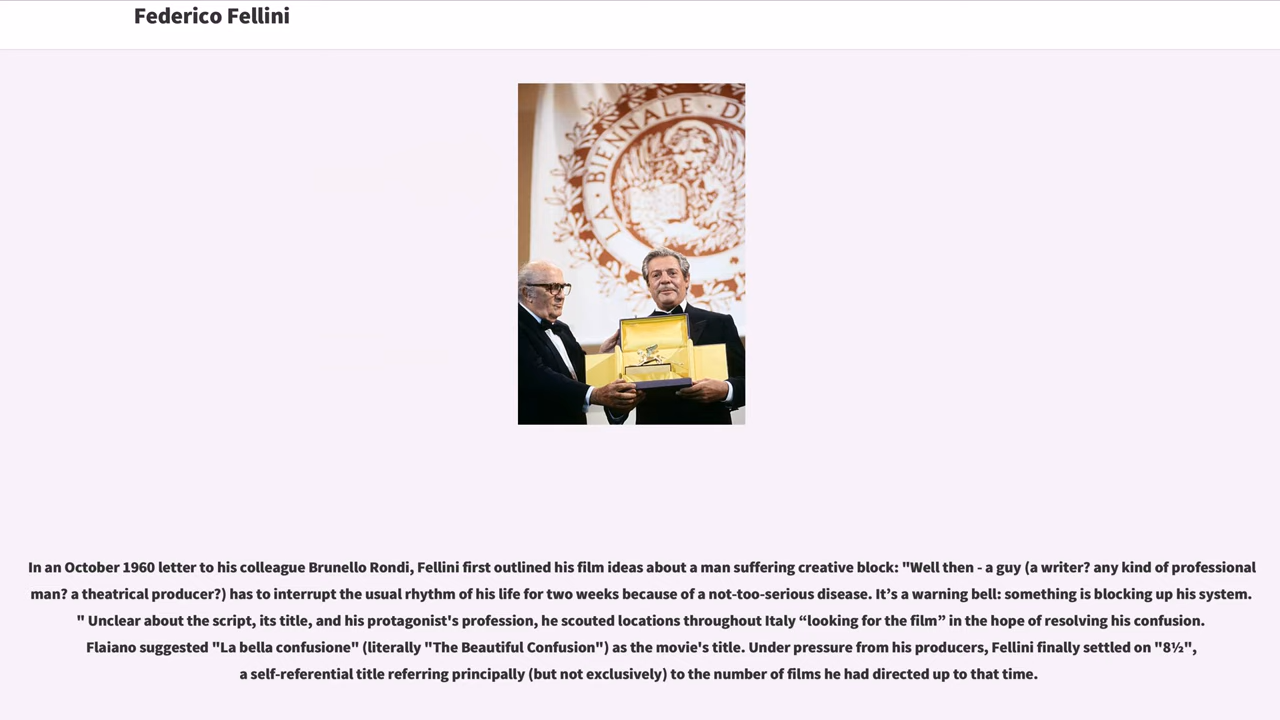 Federico Fellini
LA · BIENNALE · DI
In an October 1960 letter to his colleague Brunello Rondi, Fellini first outlined his film ideas about a man suffering creative block: "Well then - a guy (a writer? any kind of professional
man? a theatrical producer?) has to interrupt the usual rhythm of his life for two weeks because of a not-too-serious disease. It’s a warning bell: something is blocking up his system.
" Unclear about the script, its title, and his protagonist's profession, he scouted locations throughout Italy “looking for the film” in the hope of resolving his confusion.
Flaiano suggested "La bella confusione" (literally "The Beautiful Confusion") as the movie's title. Under pressure from his producers, Fellini finally settled on "8½",
a self-referential title referring principally (but not exclusively) to the number of films he had directed up to that time.